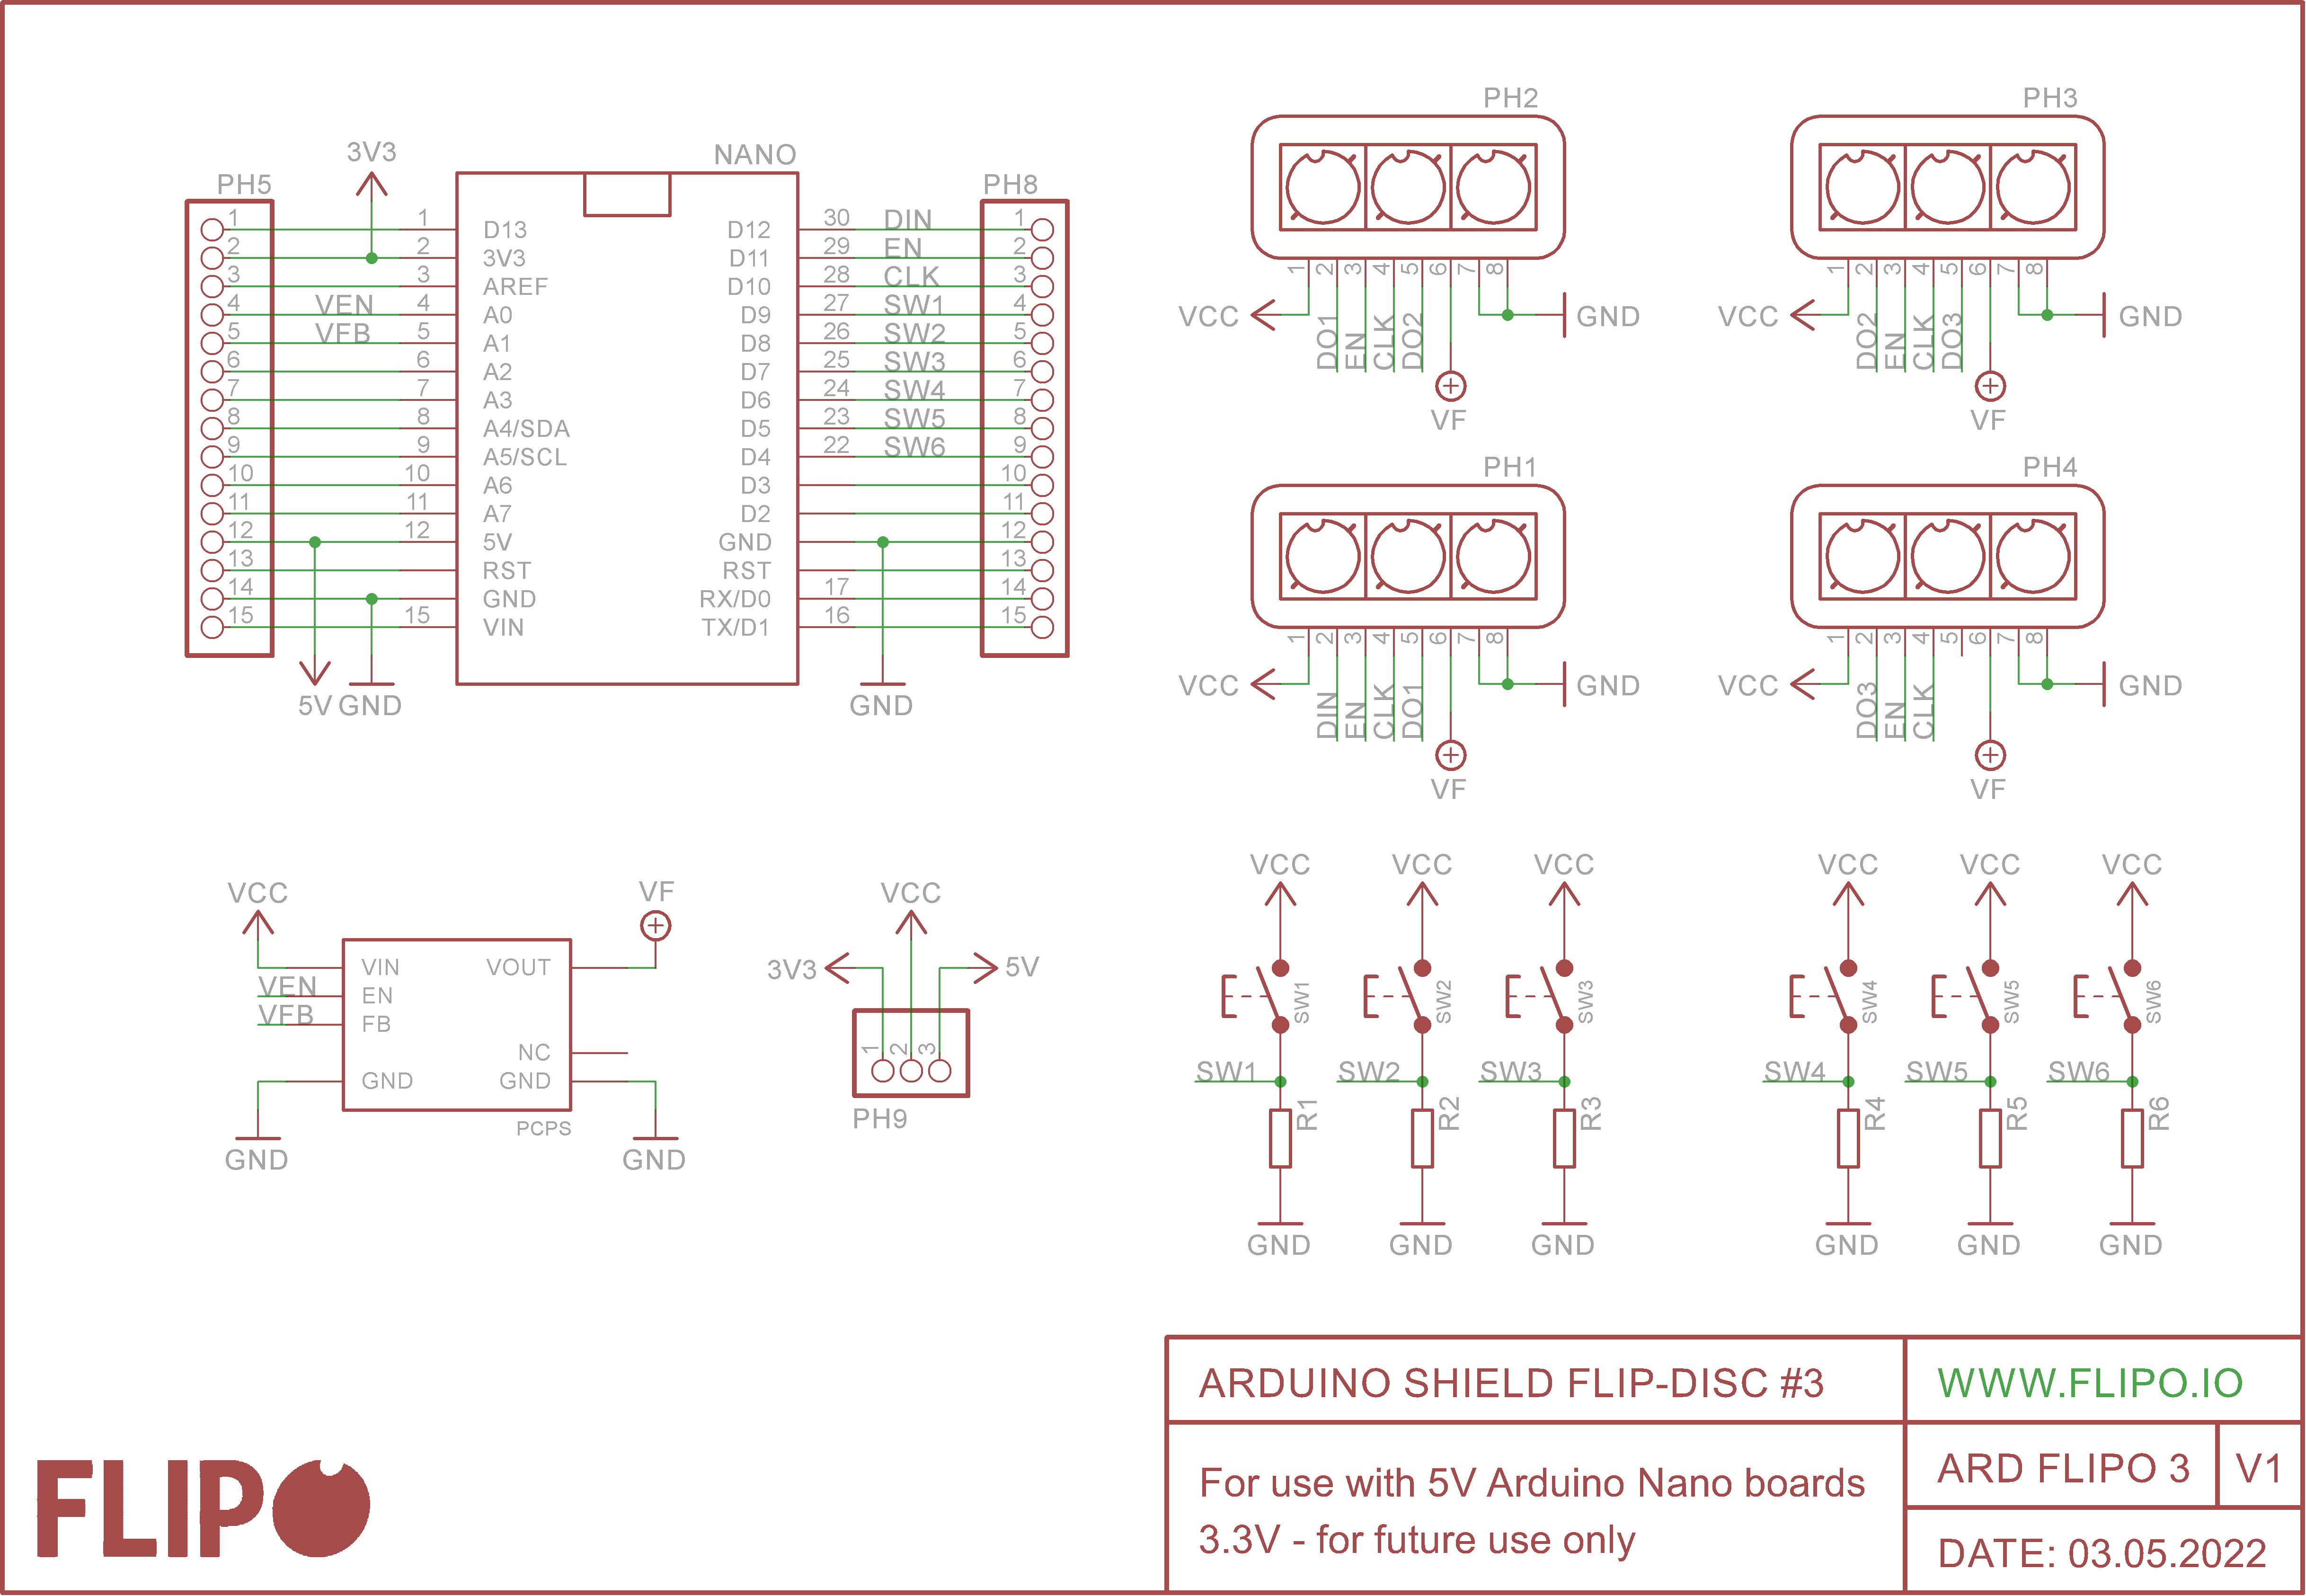 3V3
NANO
PH5
PH8
1 1 D13 D12 30 DIN 1
2 2 3V3 D11 29 EN 2
3 3 AREF D10 28 CLK 3
4 VEN 4 A0 D9 27 SW1 4
5 VFB 5 A1 D8 26 SW2 5
6 6 A2 D7 25 SW3 6
7 7 A3 D6 24 SW4 7
8 8 A4/SDA D5 23 SW5 8
9 9 A5/SCL D4 22 SW6 9
10 10 A6 D3 10
11 11 A7 D2 11
12 12 5V GND 12
13 RST RST 13
14 GND RX/D0 17 14
15 15 VIN TX/D1 16 15
5V GND
GND
PH2
1 2 3 4 5 6 7 8
VCC
DO1 EN CLK DO2
GND
VF
PH3
1 2 3 4 5 6 7 8
VCC
DO2 EN CLK DO3
GND
VF
PH1
1 2 3 4 5 6 7 8
VCC
DIN EN CLK DO1
GND
VF
PH4
1 2 3 4 5 6 7 8
VCC
DO3 EN CLK
GND
VF
VCC
VF
VIN VOUT
VEN EN
VFB FB
NC
GND GND
PCPS
GND
GND
VCC
3V3
5V
1 2 3
PH9
VCC VCC VCC VCC VCC VCC
SW1 SW2 SW3 SW4 SW5 SW6
SW1 SW2 SW3 SW4 SW5 SW6
R1 R2 R3 R4 R5 R6
GND GND GND GND GND GND
ARDUINO SHIELD FLIP-DISC #3
WWW.FLIPO.IO
For use with 5V Arduino Nano boards
3.3V - for future use only
ARD FLIPO 3
V1
DATE: 03.05.2022
FLIPO